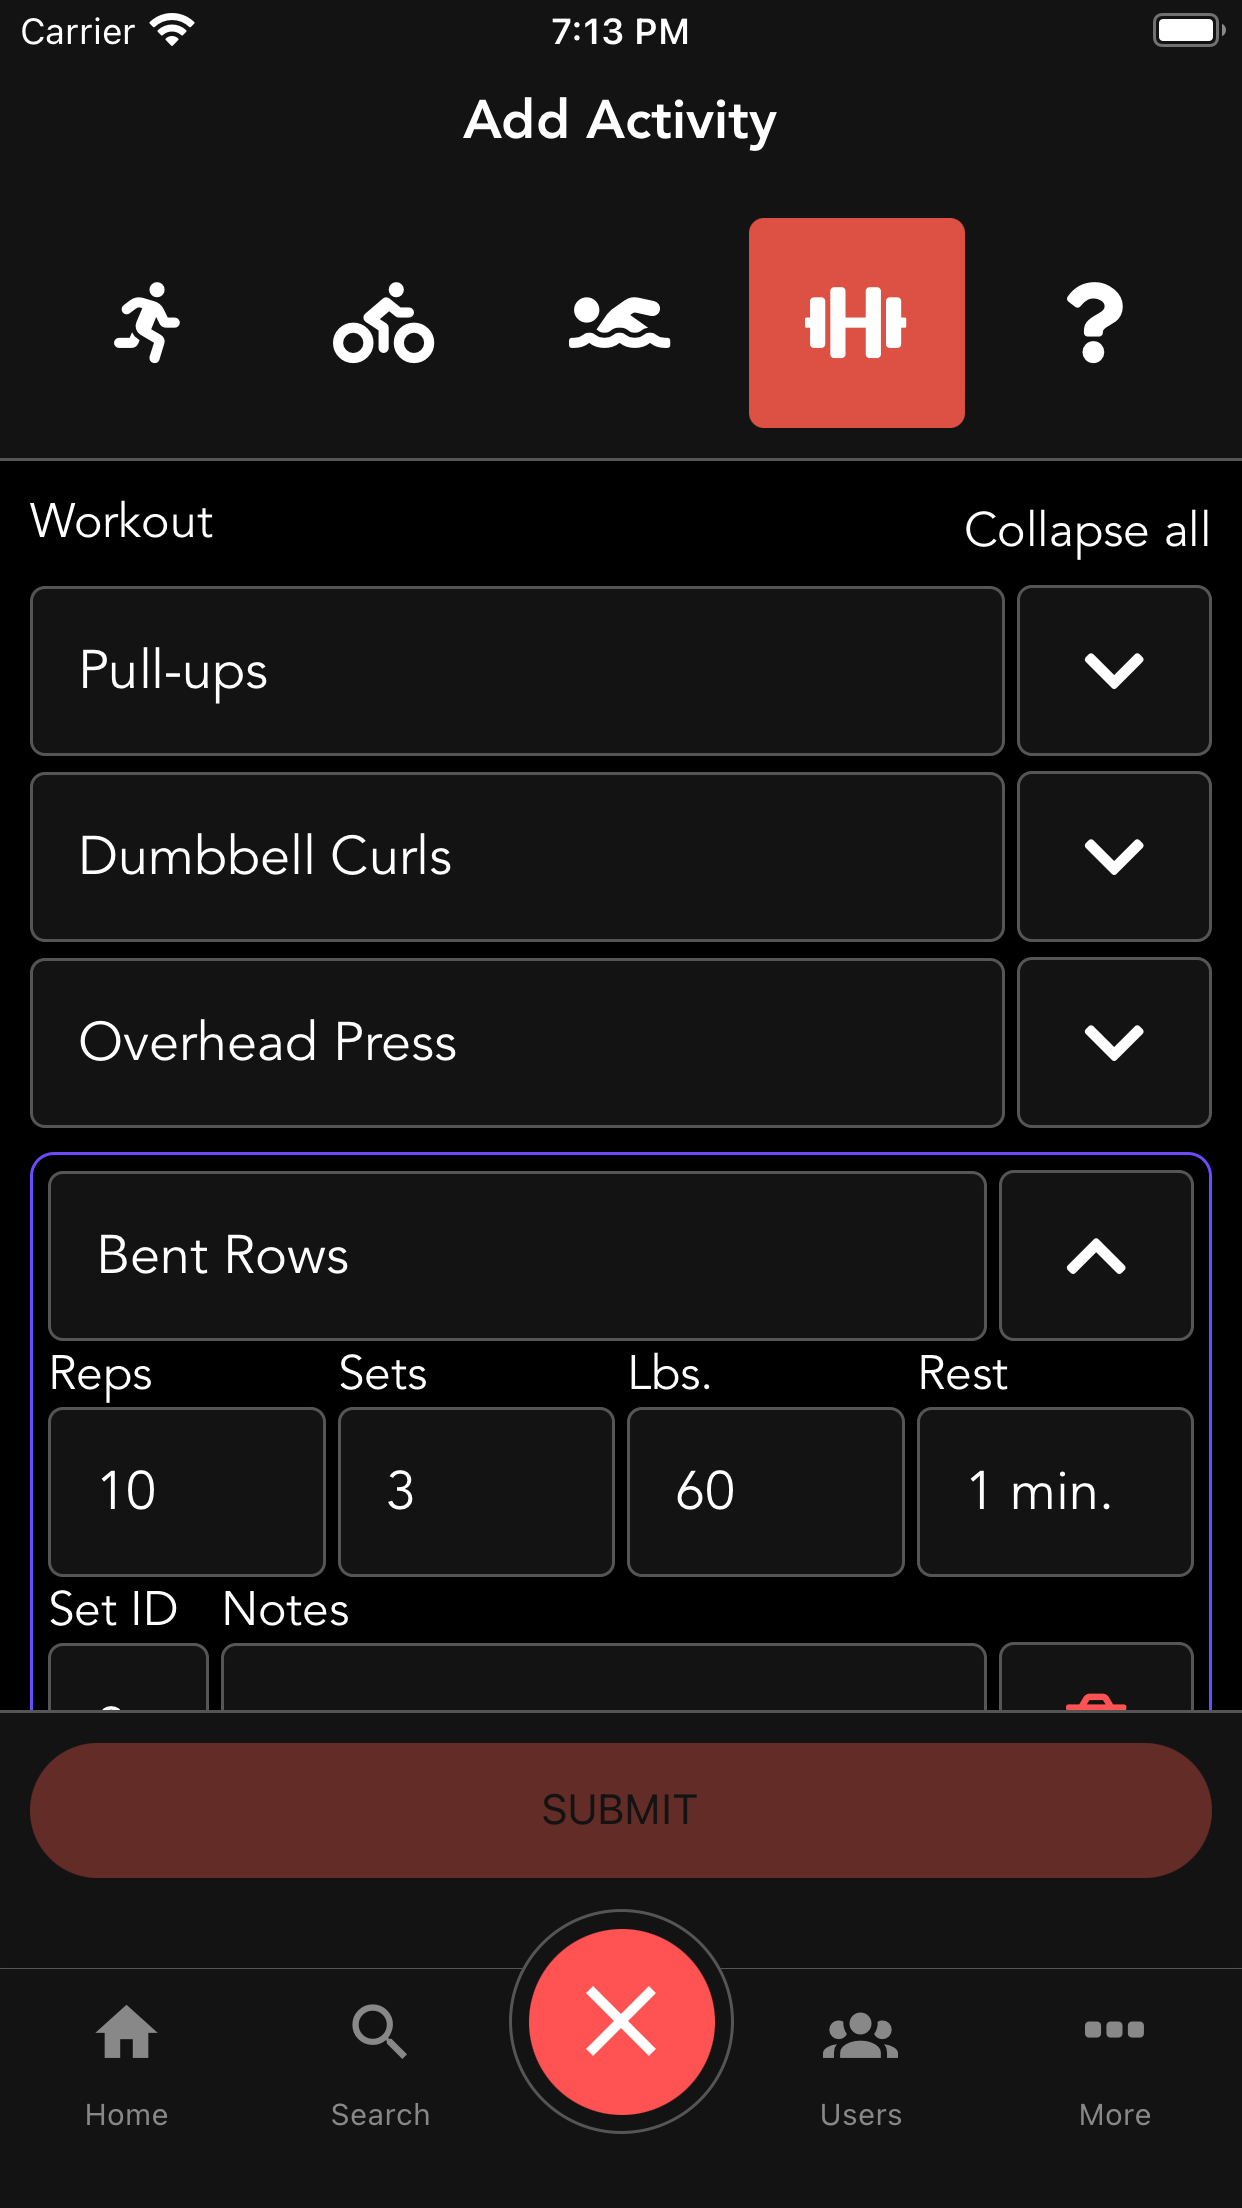 Carrier 7:13 PM
Add Activity
Workout
Collapse all
Pull-ups
Dumbbell Curls
Overhead Press
Bent Rows
Reps Sets Lbs. Rest
10 3 60 1 min.
Set ID Notes
SUBMIT
Home Search Users More